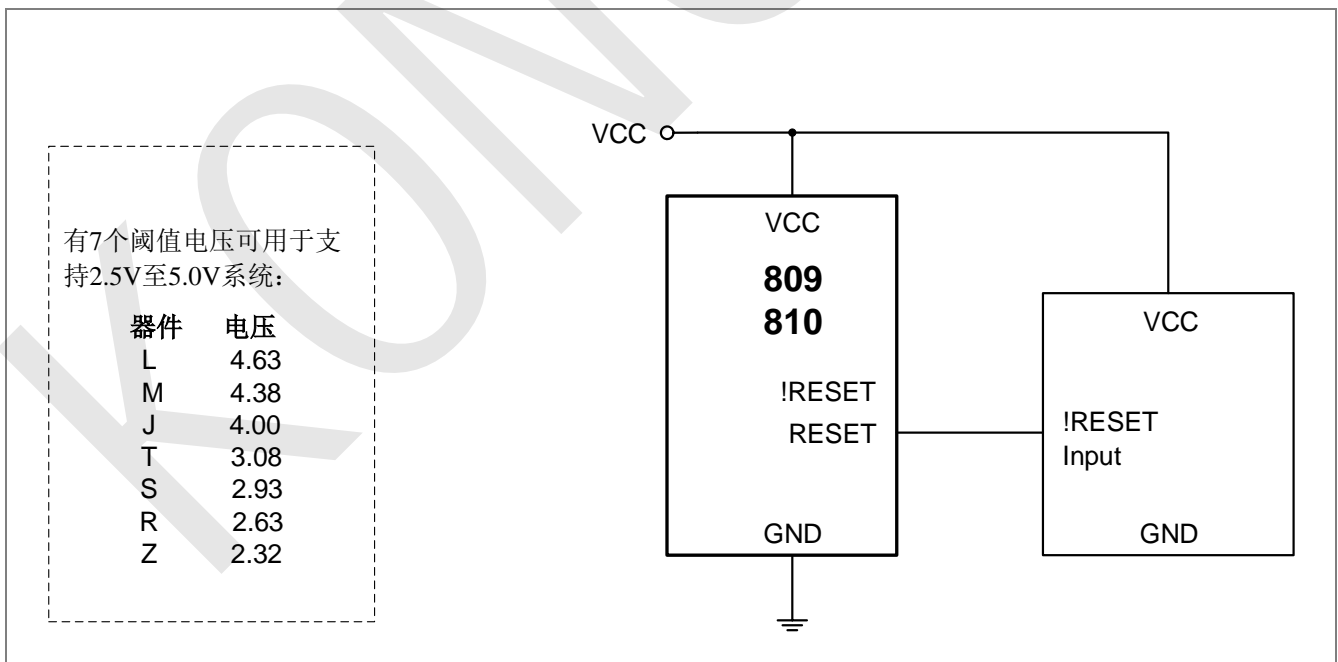 有7个阈值电压可用于支
持2.5V至5.0V系统:
器件 电压
L 4.63
M 4.38
J 4.00
T 3.08
S 2.93
R 2.63
Z 2.32
VCC
VCC
809
810
!RESET
RESET
GND
VCC
!RESET
Input
GND
KON